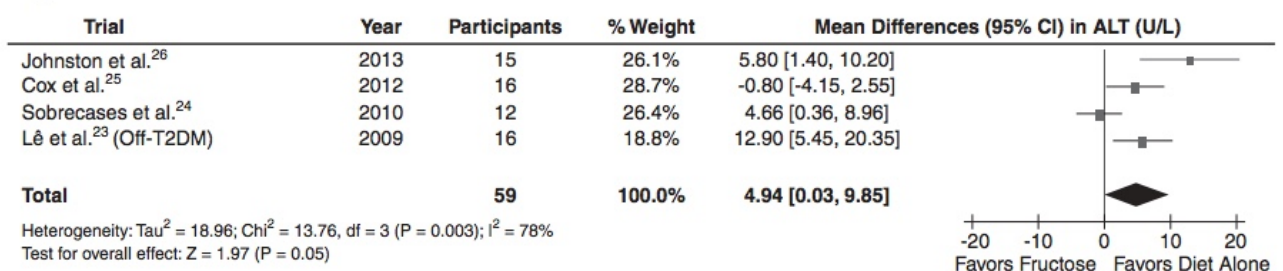 Trial Year Participants % Weight Mean Differences (95% CI) in ALT (U/L)
Johnston et al.26 2013 15 26.1% 5.80 [1.40, 10.20]
Cox et al.25 2012 16 28.7% -0.80 [-4.15, 2.55]
Sobrecases et al.24 2010 12 26.4% 4.66 [0.36, 8.96]
Lê et al.23 (Off-T2DM) 2009 16 18.8% 12.90 [5.45, 20.35]
Total 59 100.0% 4.94 [0.03, 9.85]
Heterogeneity: Tau2 = 18.96; Chi2 = 13.76, df = 3 (P = 0.003); I2 = 78%
Test for overall effect: Z = 1.97 (P = 0.05)
-20 -10 0 10 20
Favors Fructose Favors Diet Alone